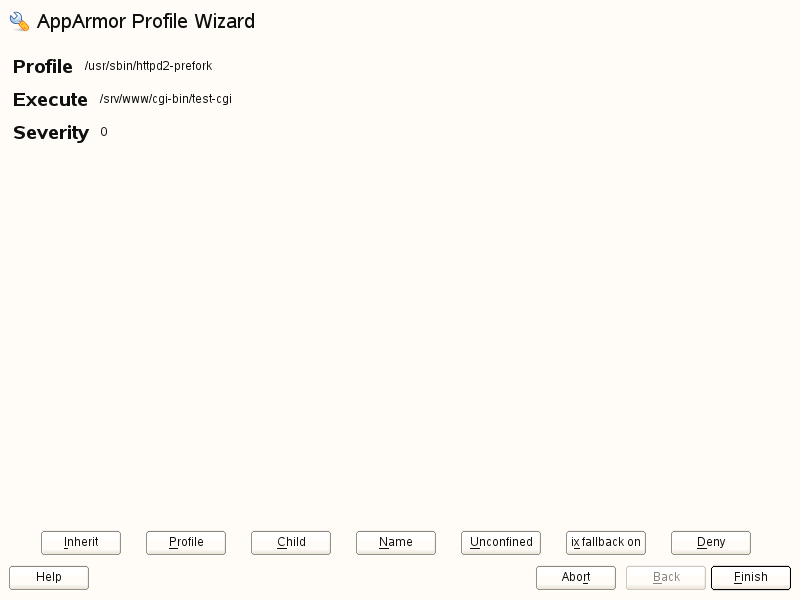 AppArmor Profile Wizard
Profile /usr/sbin/httpd2-prefork
Execute /srv/www/cgi-bin/test-cgi
Severity 0
Inherit Profile Child Name Unconfined ix fallback on Deny
Help Abort Back Finish